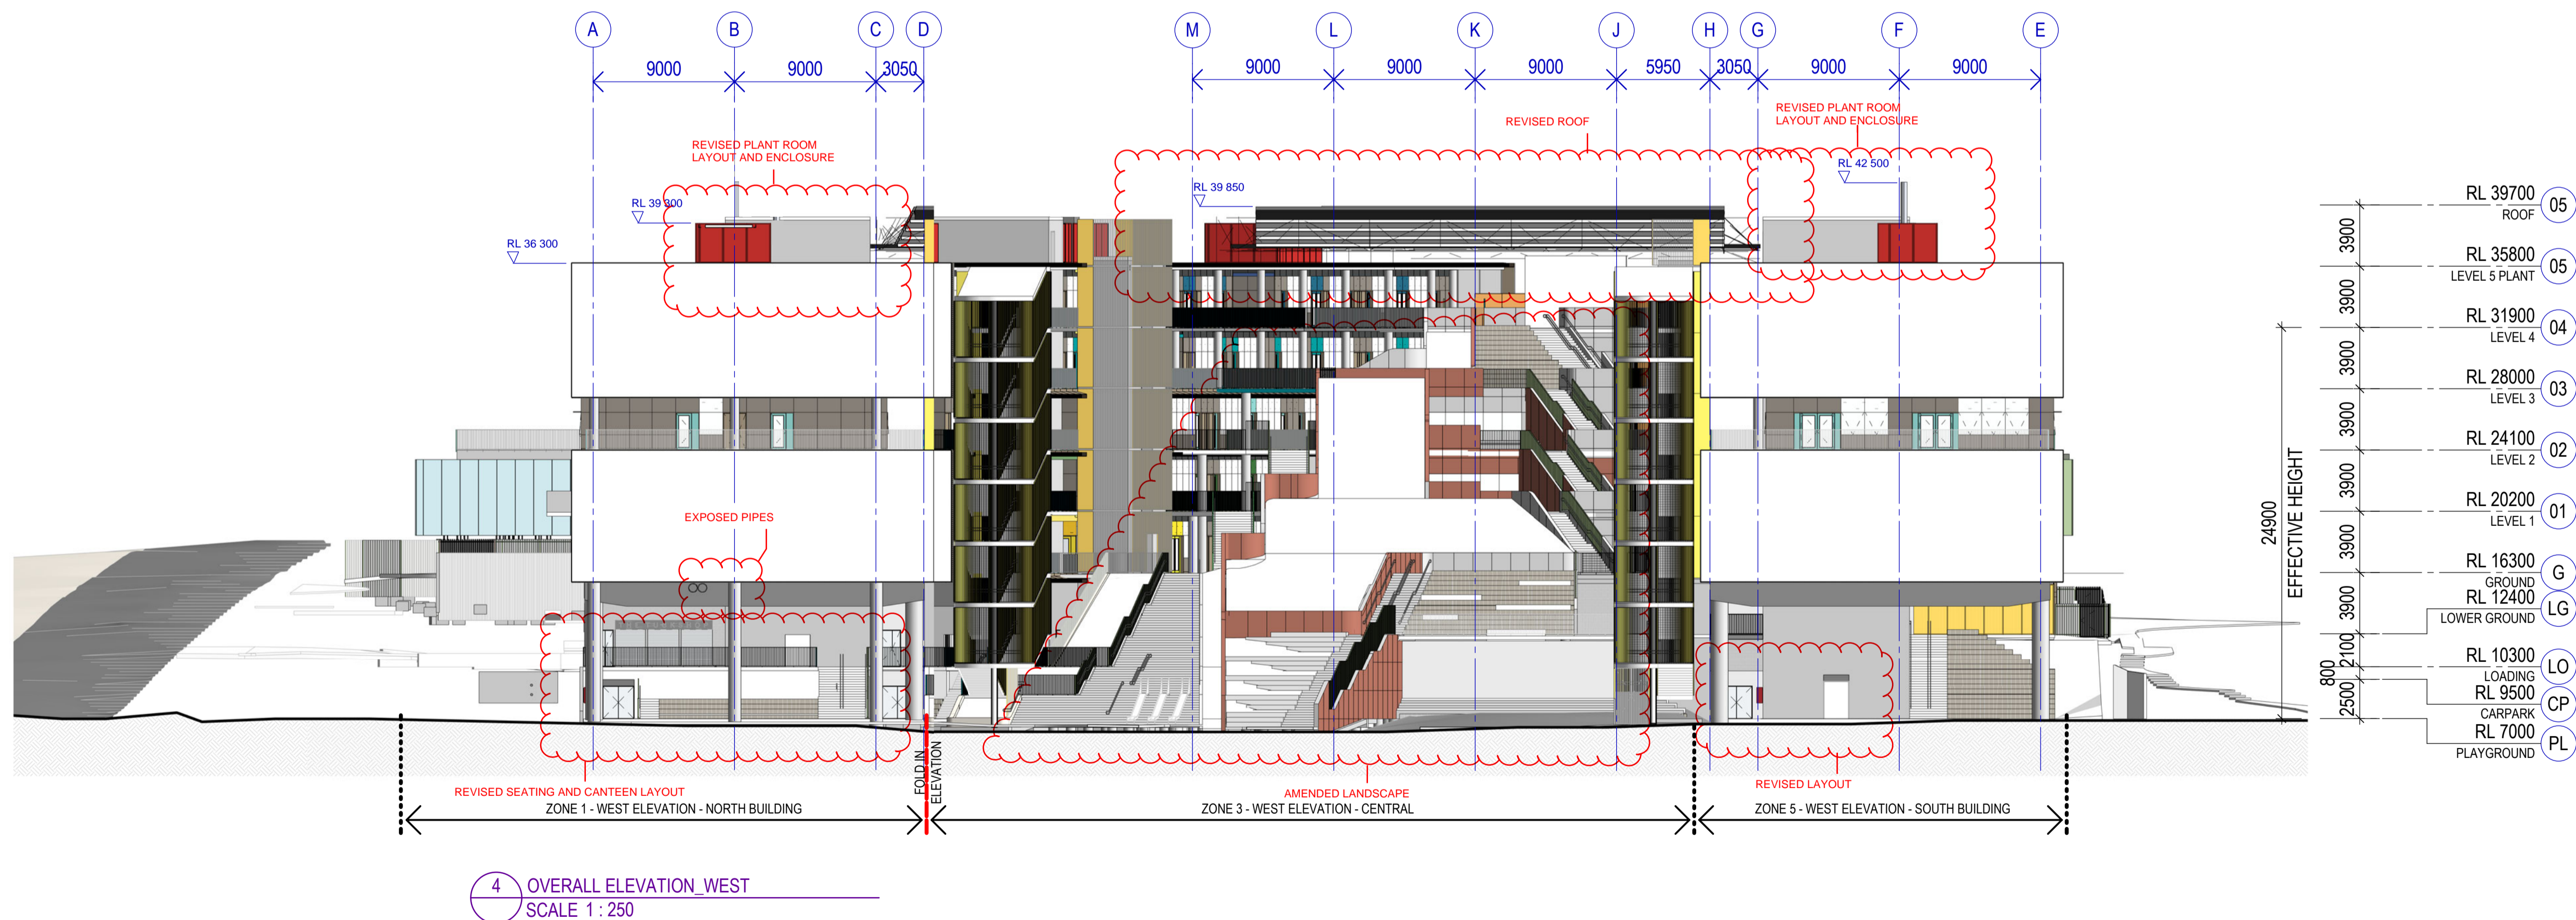 A B C D M L K J H G F E
9000 9000 3050 9000 9000 9000 5950 3050 9000 9000
REVISED PLANT ROOM
LAYOUT AND ENCLOSURE
REVISED ROOF
REVISED PLANT ROOM
LAYOUT AND ENCLOSURE
RL 42 500
RL 39 850
RL 39 300
RL 36 300
EXPOSED PIPES
RL 39700 05
ROOF
3900
RL 35800 05
LEVEL 5 PLANT
3900
RL 31900 04
LEVEL 4
3900
RL 28000 03
LEVEL 3
3900
RL 24100 02
LEVEL 2
3900
RL 20200 01
LEVEL 1
3900
RL 16300 G
GROUND
3900
RL 12400 LG
LOWER GROUND
2100
RL 10300 LO
LOADING
800
RL 9500 CP
CARPARK
2500
RL 7000 PL
PLAYGROUND
24900
EFFECTIVE HEIGHT
FOLD IN
ELEVATION
REVISED SEATING AND CANTEEN LAYOUT
AMENDED LANDSCAPE
REVISED LAYOUT
ZONE 1 - WEST ELEVATION - NORTH BUILDING
ZONE 3 - WEST ELEVATION - CENTRAL
ZONE 5 - WEST ELEVATION - SOUTH BUILDING
4 OVERALL ELEVATION_WEST
SCALE 1 : 250